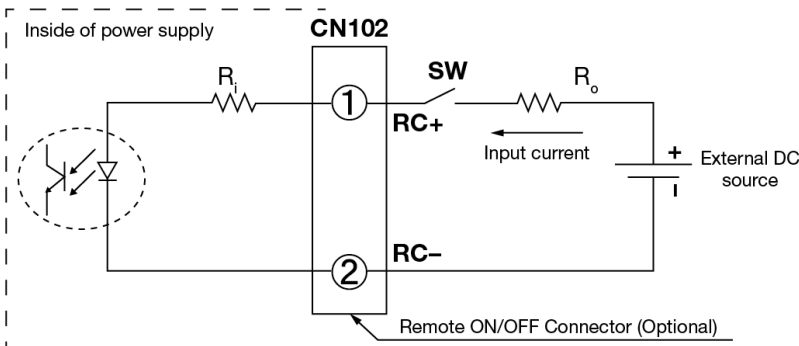 Inside of power supply
CN102
Ri
1
RC+
SW
Ro
Input current
+
External DC
source
2
RC−
Remote ON/OFF Connector (Optional)